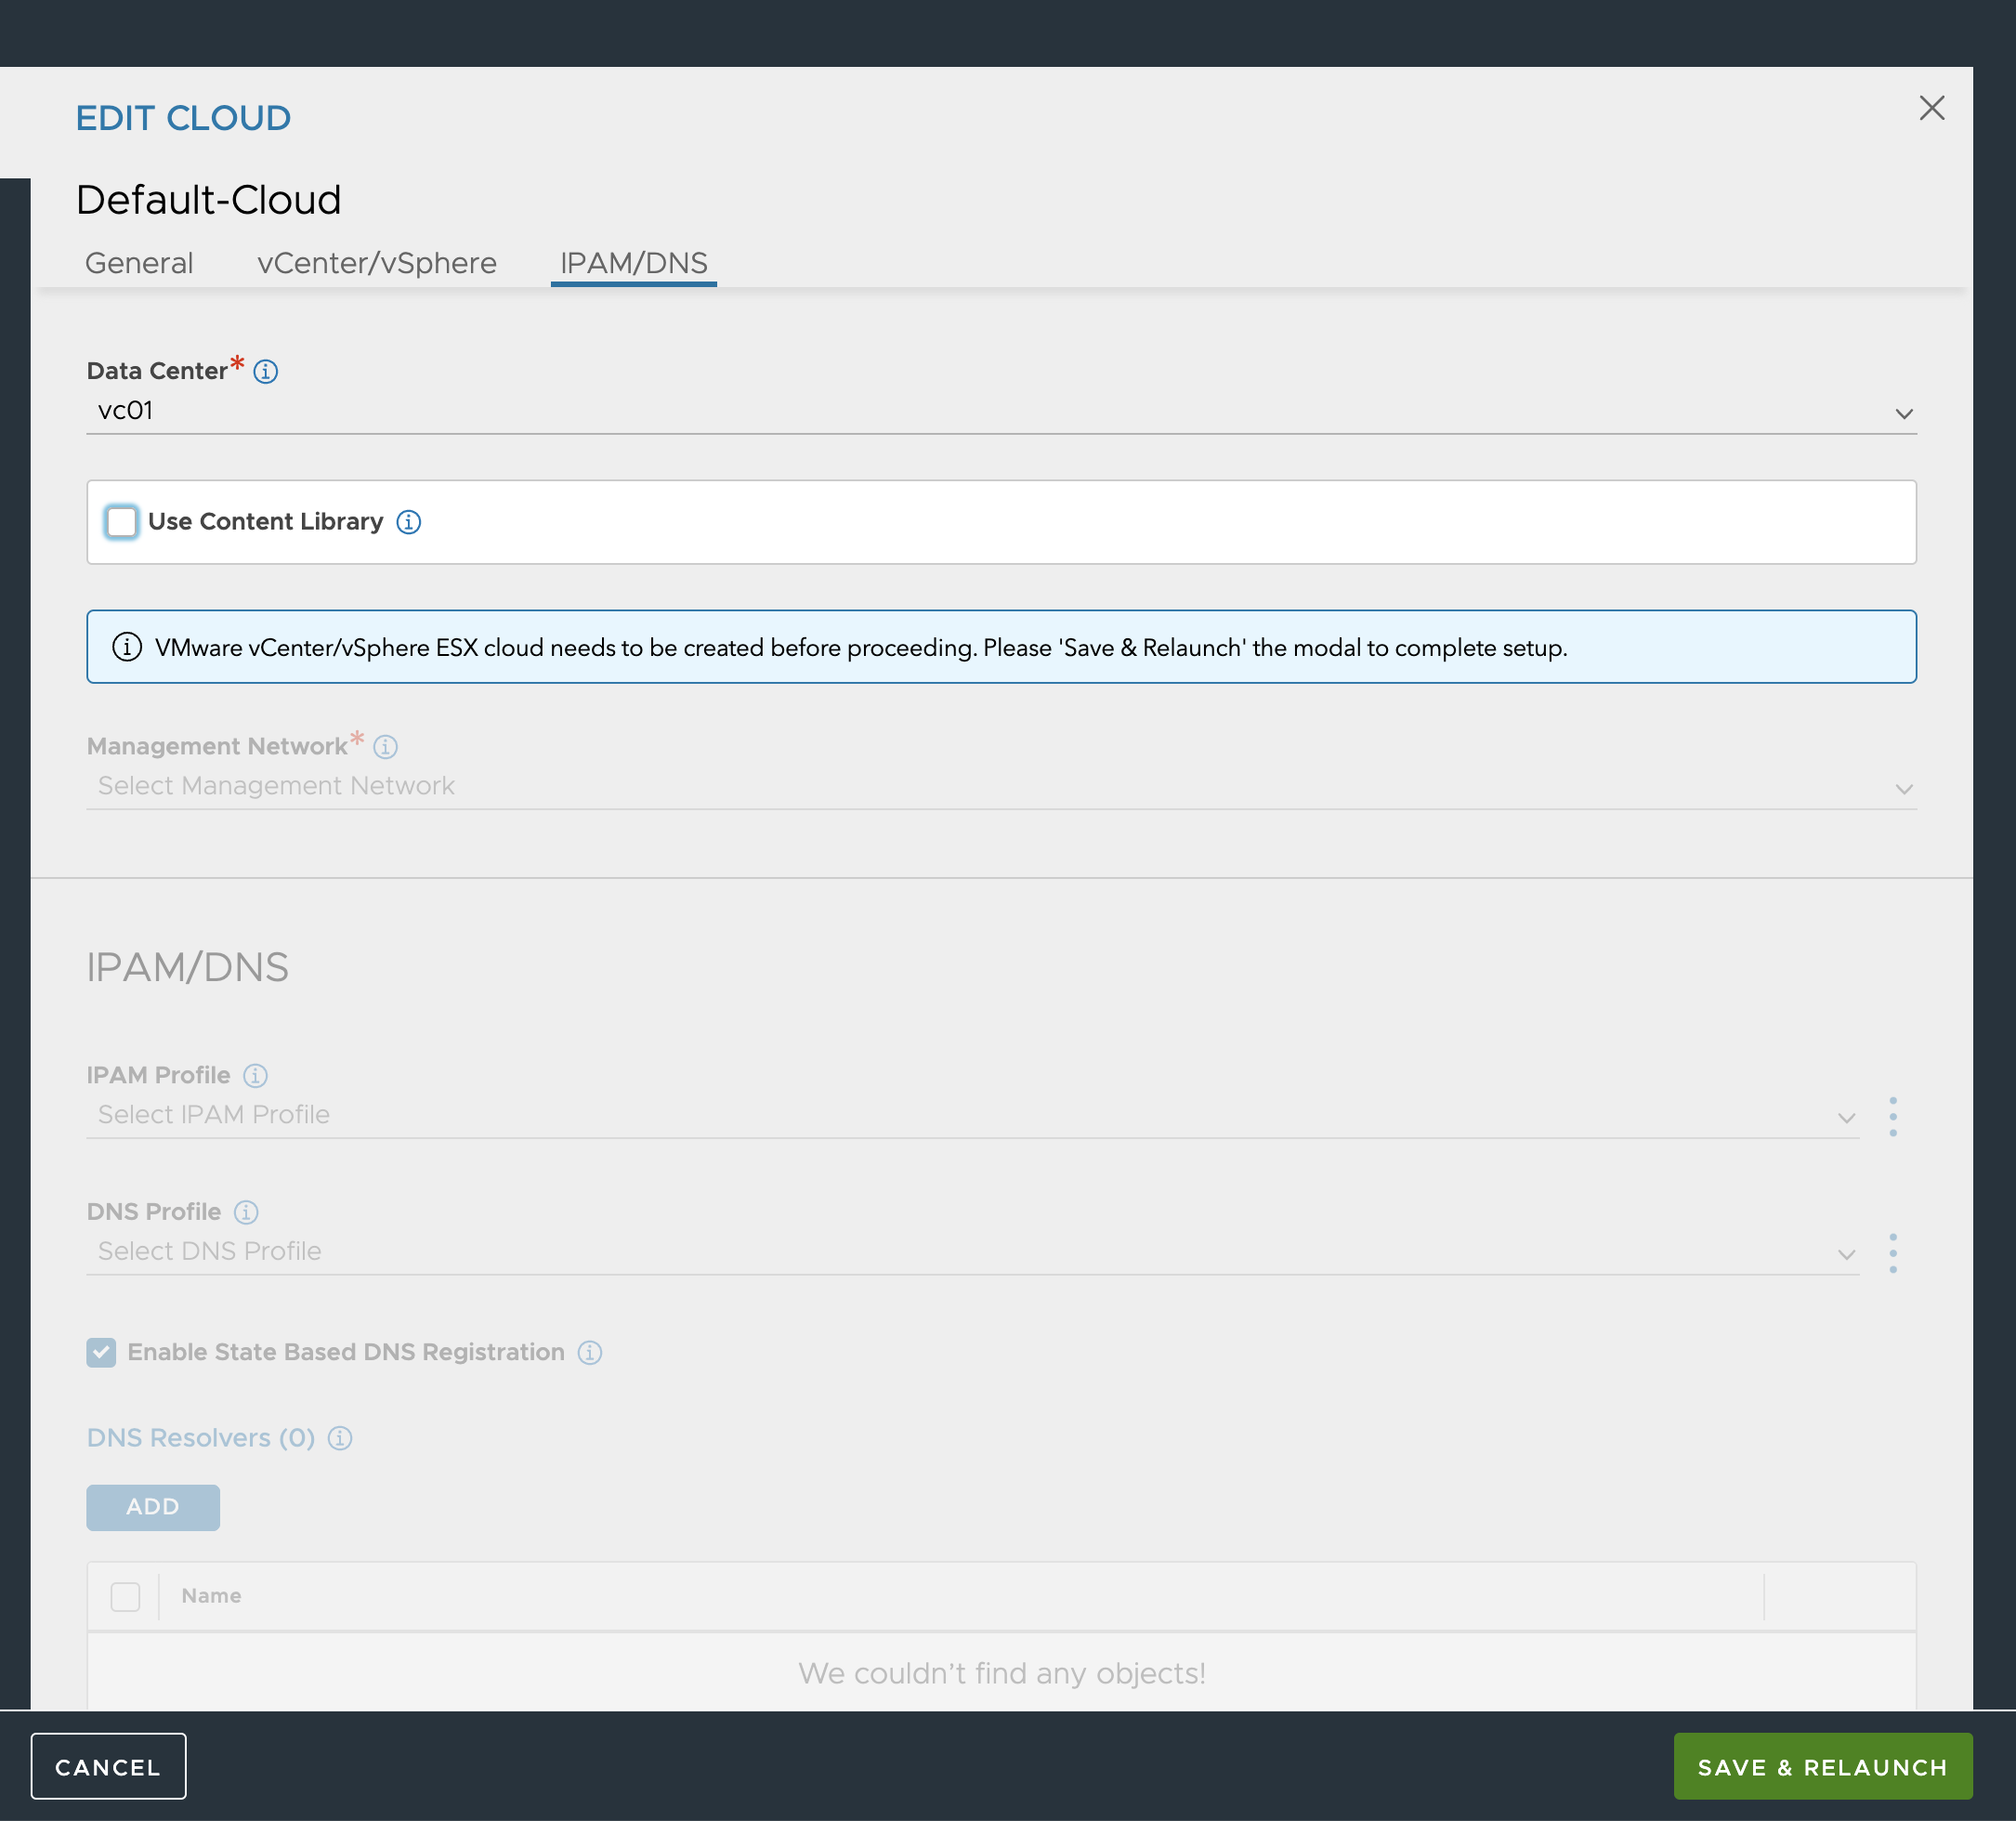 EDIT CLOUD
Default-Cloud
General vCenter/vSphere IPAM/DNS
Data Center*
vc01
Use Content Library
VMware vCenter/vSphere ESX cloud needs to be created before proceeding. Please 'Save & Relaunch' the modal to complete setup.
Management Network*
Select Management Network
IPAM/DNS
IPAM Profile
Select IPAM Profile
DNS Profile
Select DNS Profile
Enable State Based DNS Registration
DNS Resolvers (0)
ADD
Name
We couldn’t find any objects!
CANCEL SAVE & RELAUNCH